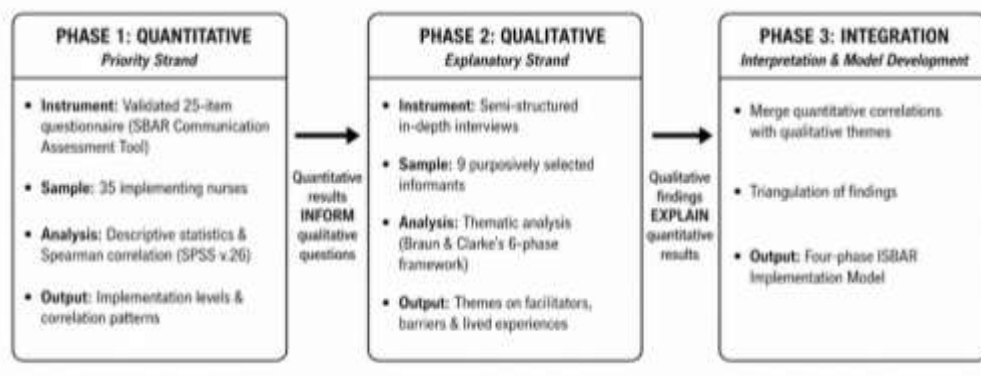 PHASE 1: QUANTITATIVE
Priority Strand
• Instrument: Validated 25-item
questionnaire (SBAR Communication
Assessment Tool)
• Sample: 35 implementing nurses
• Analysis: Descriptive statistics &
Spearman correlation (SPSS v.26)
• Output: Implementation levels &
correlation patterns
Quantitative
results
INFORM
qualitative
questions
PHASE 2: QUALITATIVE
Explanatory Strand
• Instrument: Semi-structured
in-depth interviews
• Sample: 9 purposively selected
informant
• Analysis: Thematic analysis
(Braun & Clarke's 6-phase
framework)
• Output: Themes on facilitators,
barriers & lived experiences
Qualitative
findings
EXPLAIN
quantitative
results
PHASE 3: INTEGRATION
Interpretation & Model Development
• Merge quantitative correlations
with qualitative themes
• Triangulation of findings
• Output: Four-phase ISBAR
Implementation Model